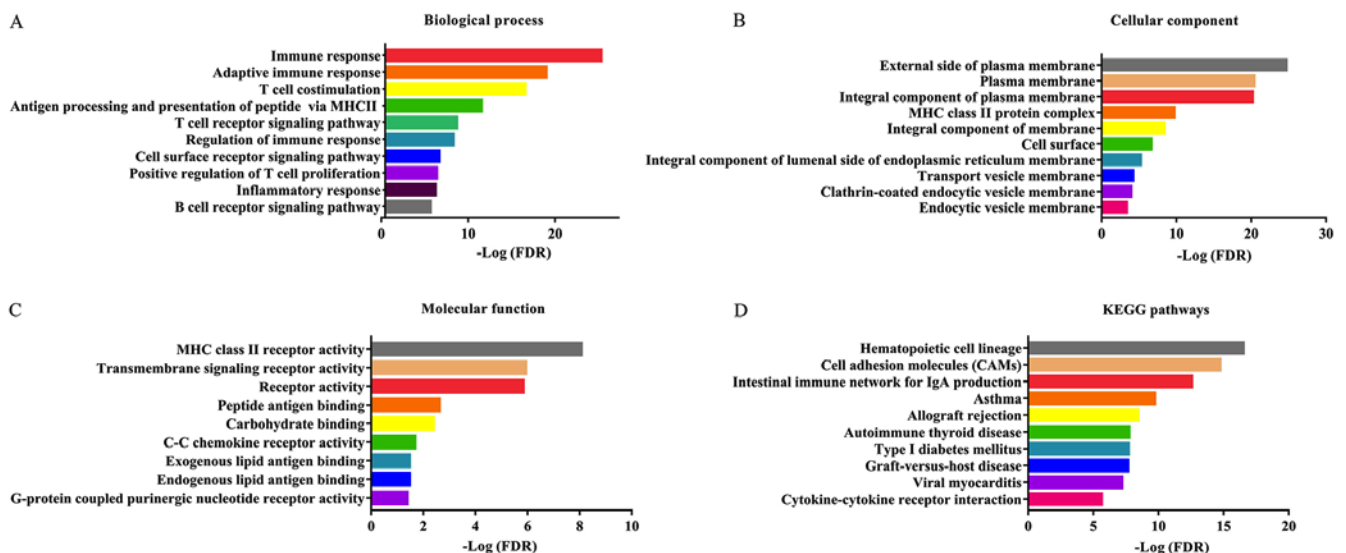 A
Biological process
Immune response
Adaptive immune response
T cell costimulation
Antigen processing and presentation of peptide via MHCII
T cell receptor signaling pathway
Regulation of immune response
Cell surface receptor signaling pathway
Positive regulation of T cell proliferation
Inflammatory response
B cell receptor signaling pathway
0 10 20
-Log (FDR)
B
Cellular component
External side of plasma membrane
Plasma membrane
Integral component of plasma membrane
MHC class II protein complex
Integral component of membrane
Cell surface
Integral component of lumenal side of endoplasmic reticulum membrane
Transport vesicle membrane
Clathrin-coated endocytic vesicle membrane
Endocytic vesicle membrane
0 10 20 30
-Log (FDR)
C
Molecular function
MHC class II receptor activity
Transmembrane signaling receptor activity
Receptor activity
Peptide antigen binding
Carbohydrate binding
C-C chemokine receptor activity
Exogenous lipid antigen binding
Endogenous lipid antigen binding
G-protein coupled purinergic nucleotide receptor activity
0 2 4 6 8 10
-Log (FDR)
D
KEGG pathways
Hematopoietic cell lineage
Cell adhesion molecules (CAMs)
Intestinal immune network for IgA production
Asthma
Allograft rejection
Autoimmune thyroid disease
Type I diabetes mellitus
Graft-versus-host disease
Viral myocarditis
Cytokine-cytokine receptor interaction
0 5 10 15 20
-Log (FDR)